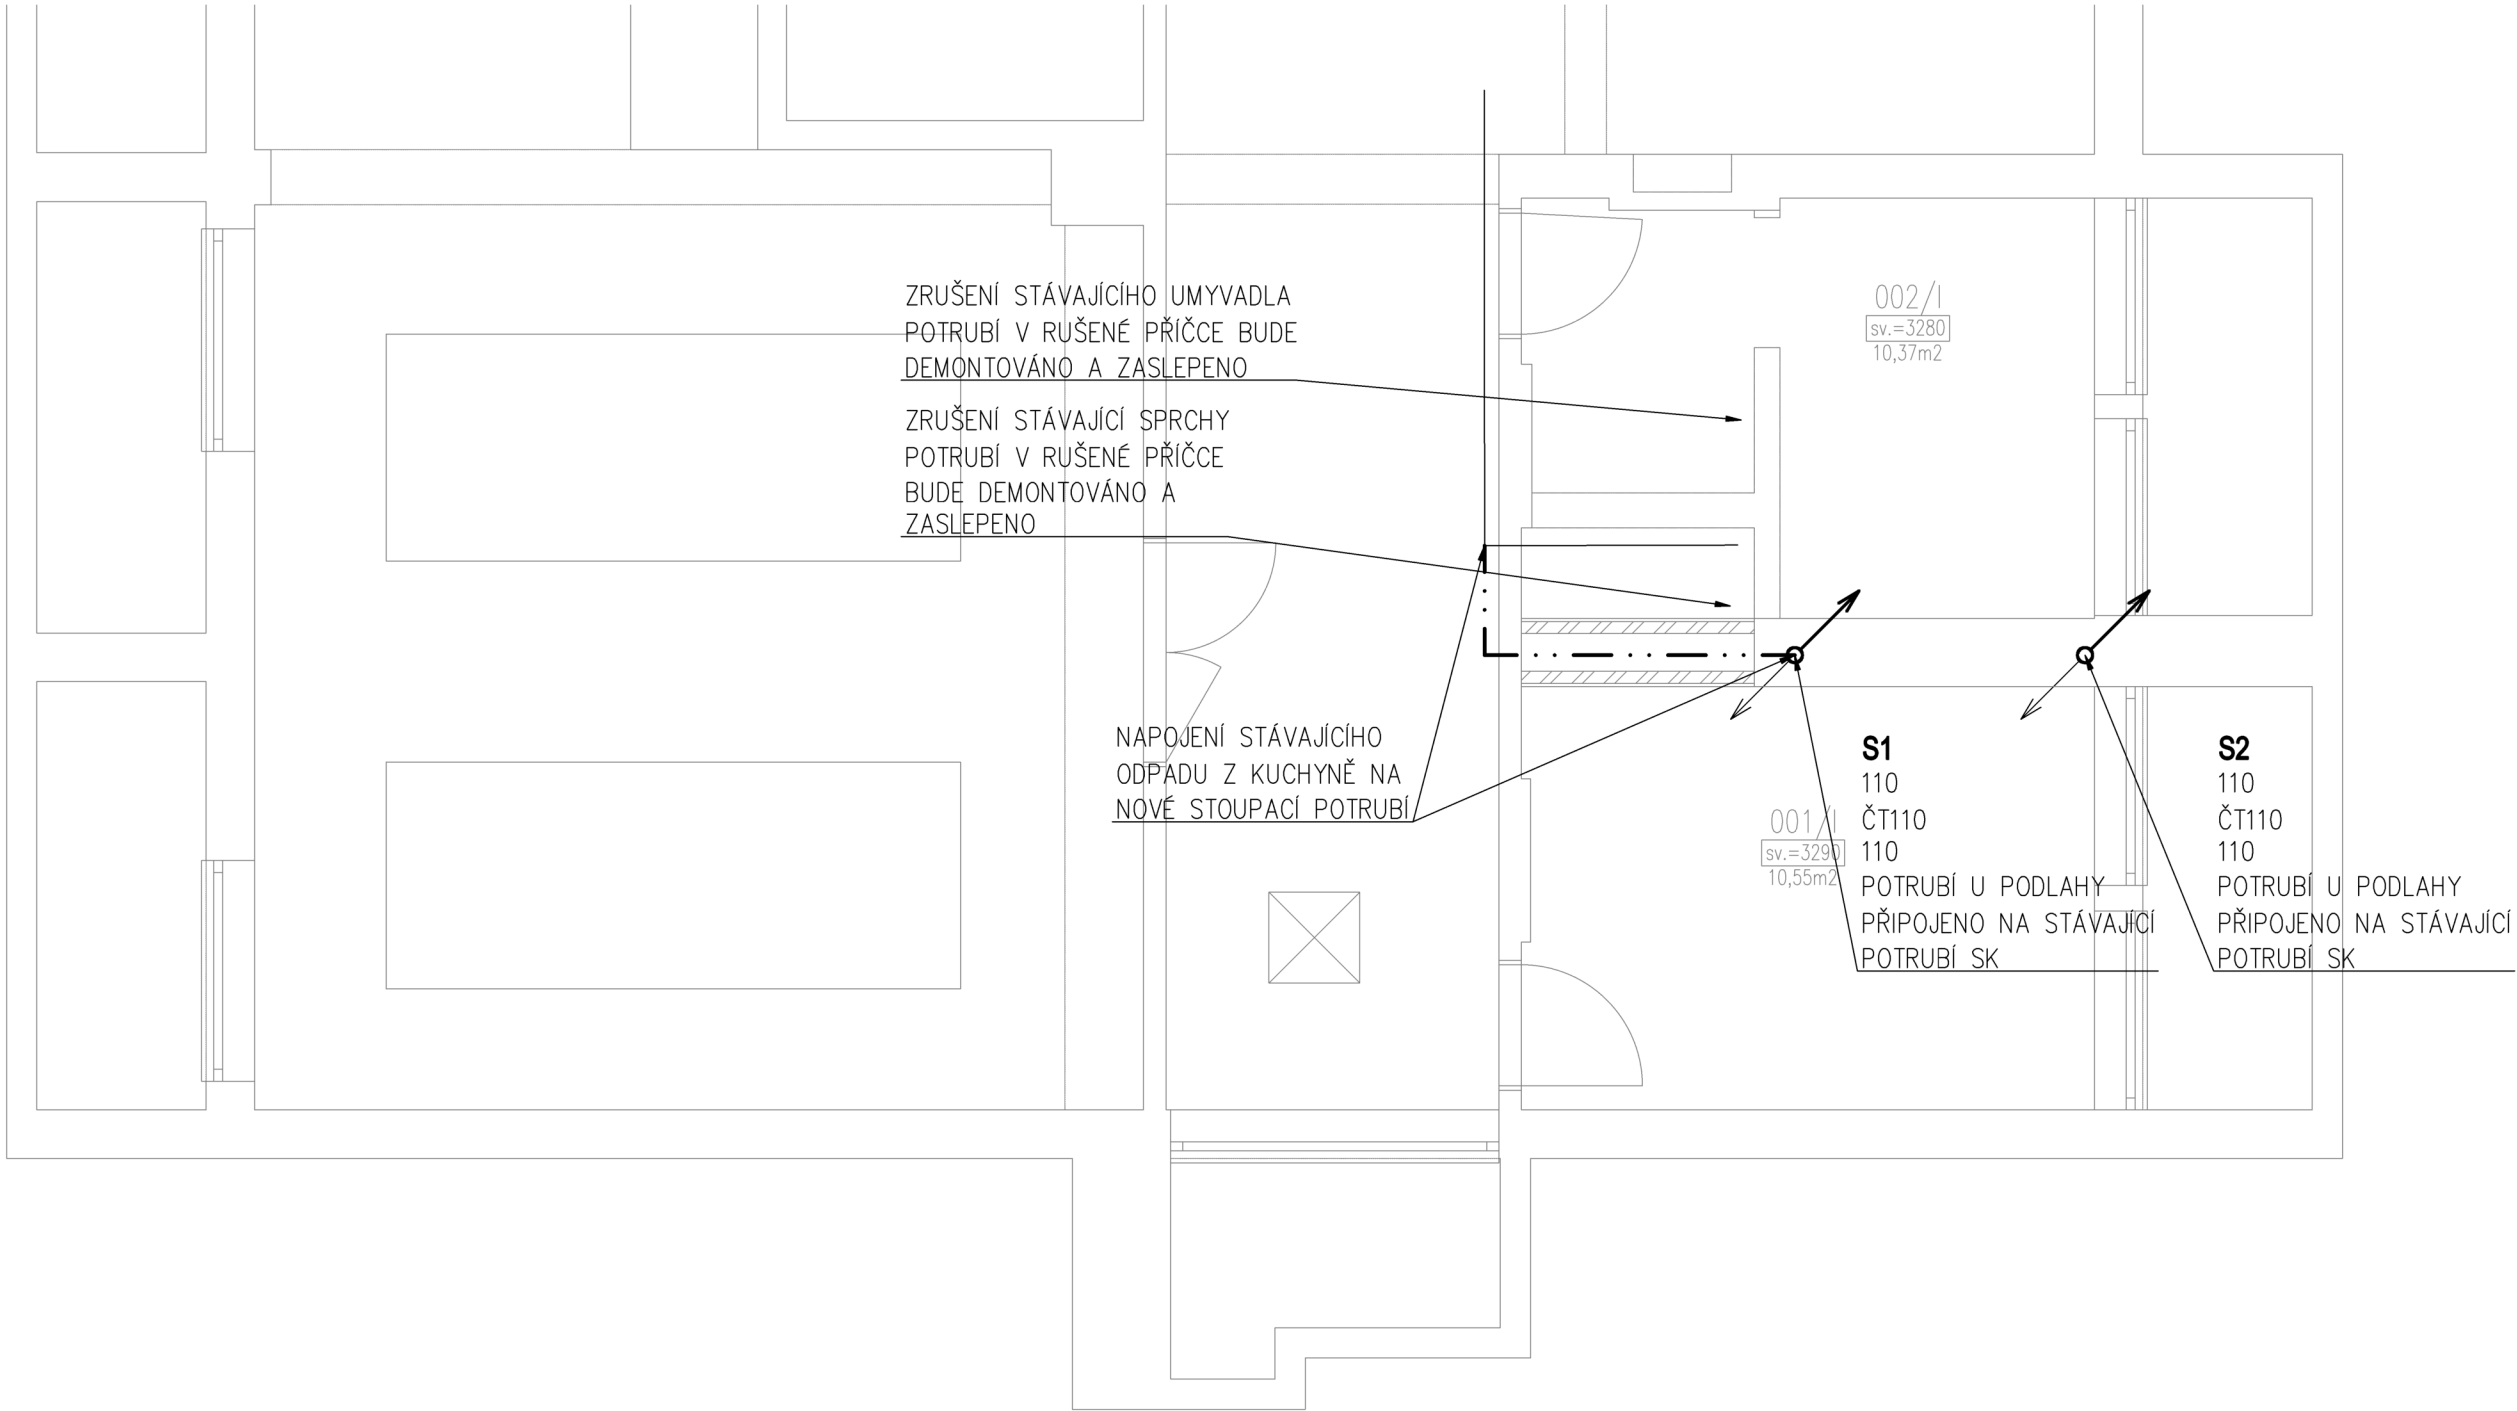 ZRUŠENÍ STÁVAJÍCÍHO UMYVADLA
POTRUBÍ V RUŠENÉ PŘÍČCE BUDE
DEMONTOVÁNO A ZASLEPENO
ZRUŠENÍ STÁVAJÍCÍ SPRCHY
POTRUBÍ V RUŠENÉ PŘÍČCE
BUDE DEMONTOVÁNO A
ZASLEPENO
002/I
sv.=3280
10,37m2
NAPOJENÍ STÁVAJÍCÍHO
ODPADU Z KUCHYNĚ NA
NOVÉ STOUPACÍ POTRUBÍ
001/I
sv.=3290
10,55m2
S1
110
ČT110
110
POTRUBÍ U PODLAHY
PŘIPOJENO NA STÁVAJÍCÍ
POTRUBÍ SK
S2
110
ČT110
110
POTRUBÍ U PODLAHY
PŘIPOJENO NA STÁVAJÍCÍ
POTRUBÍ SK